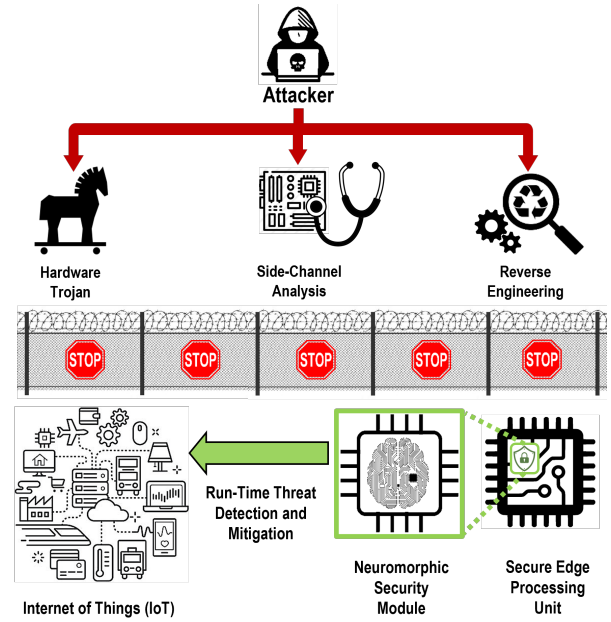 Attacker
Hardware
Trojan
Side-Channel
Analysis
Reverse
Engineering
STOP
STOP
STOP
STOP
STOP
Run-Time Threat
Detection and
Mitigation
Neuromorphic
Security
Module
Secure Edge
Processing
Unit
Internet of Things (IoT)